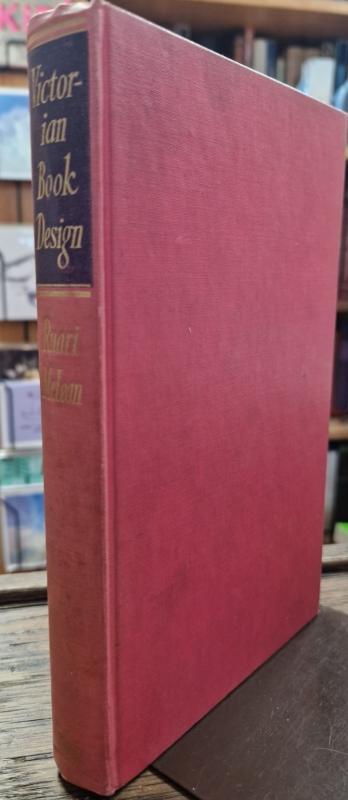 Victor-
ian
Book
Design
Ruari
McLean